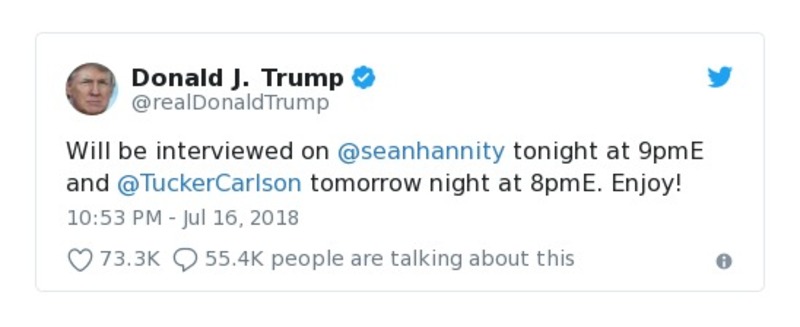 Donald J. Trump
@realDonaldTrump
Will be interviewed on @seanhannity tonight at 9pmE
and @TuckerCarlson tomorrow night at 8pmE. Enjoy!
10:53 PM - Jul 16, 2018
73.3K 55.4K people are talking about this